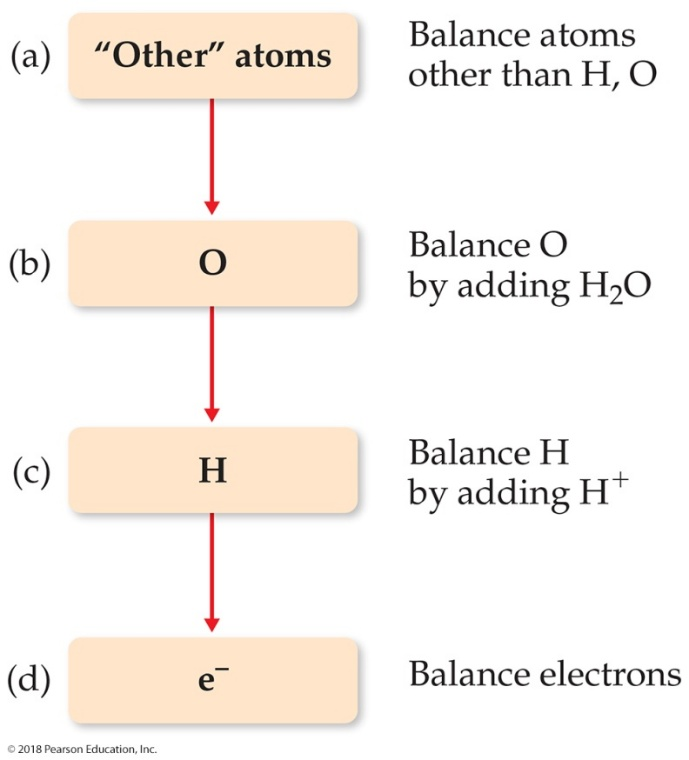 (a) “Other” atoms
Balance atoms
other than H, O
(b) O
Balance O
by adding H₂O
(c) H
Balance H
by adding H⁺
(d) e⁻
Balance electrons
© 2018 Pearson Education, Inc.